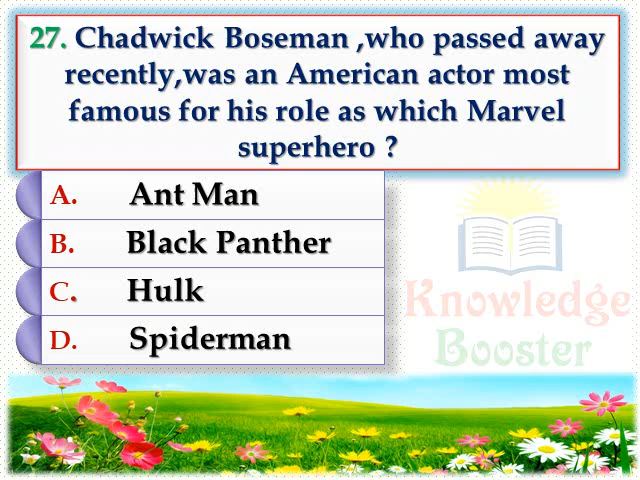 27. Chadwick Boseman ,who passed away
recently,was an American actor most
famous for his role as which Marvel
superhero ?
A. Ant Man
B. Black Panther
C. Hulk
D. Spiderman
Knowledge
Booster